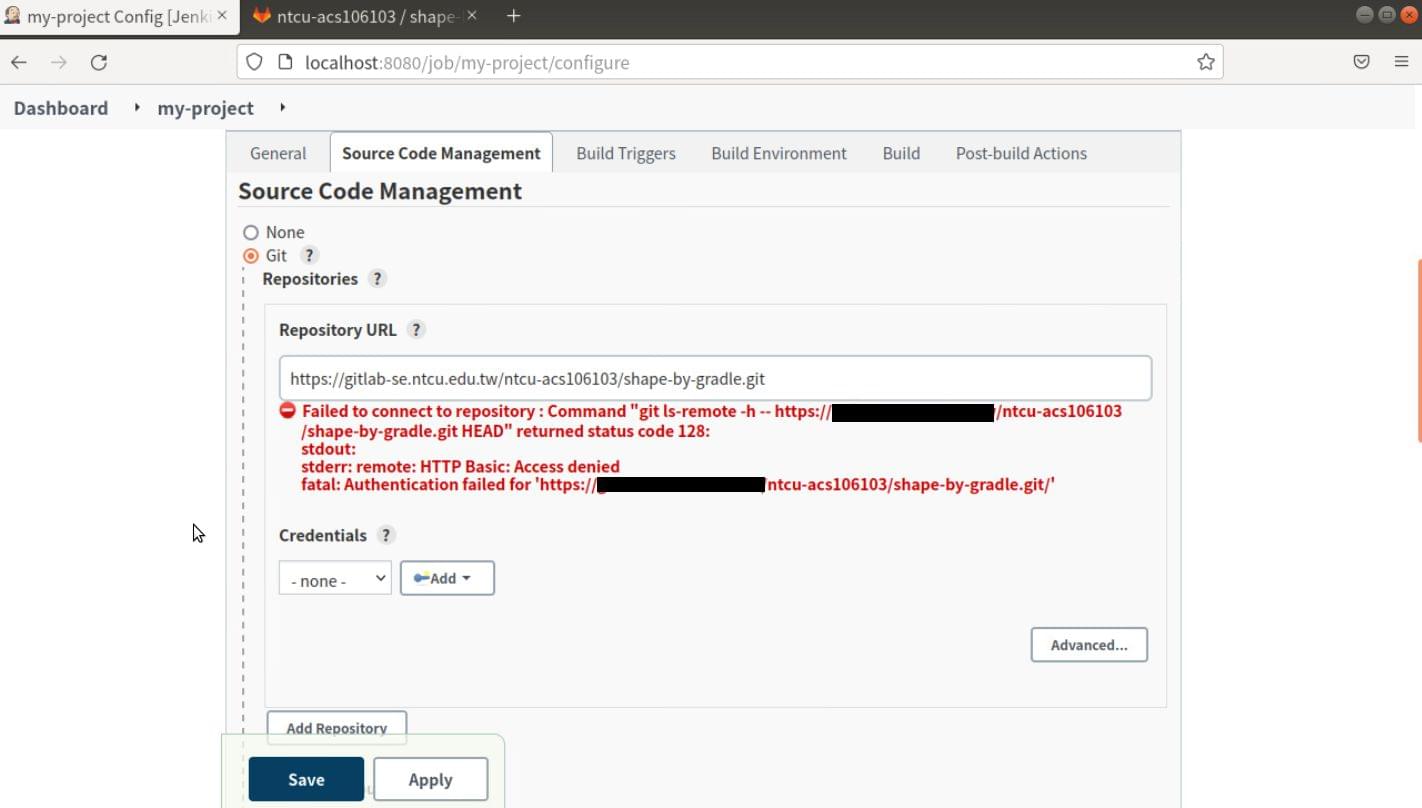 my-project Config [Jenki
ntcu-acs106103 / shape-
localhost:8080/job/my-project/configure
Dashboard
my-project
General
Source Code Management
Build Triggers
Build Environment
Build
Post-build Actions
Source Code Management
None
Git ?
Repositories ?
Repository URL ?
https://gitlab-se.ntcu.edu.tw/ntcu-acs106103/shape-by-gradle.git
Failed to connect to repository : Command "git ls-remote -h -- https:// /ntcu-acs106103
/shape-by-gradle.git HEAD" returned status code 128:
stdout:
stderr: remote: HTTP Basic: Access denied
fatal: Authentication failed for 'https:// /ntcu-acs106103/shape-by-gradle.git/'
Credentials ?
- none -
Add
Advanced...
Add Repository
Save
Apply